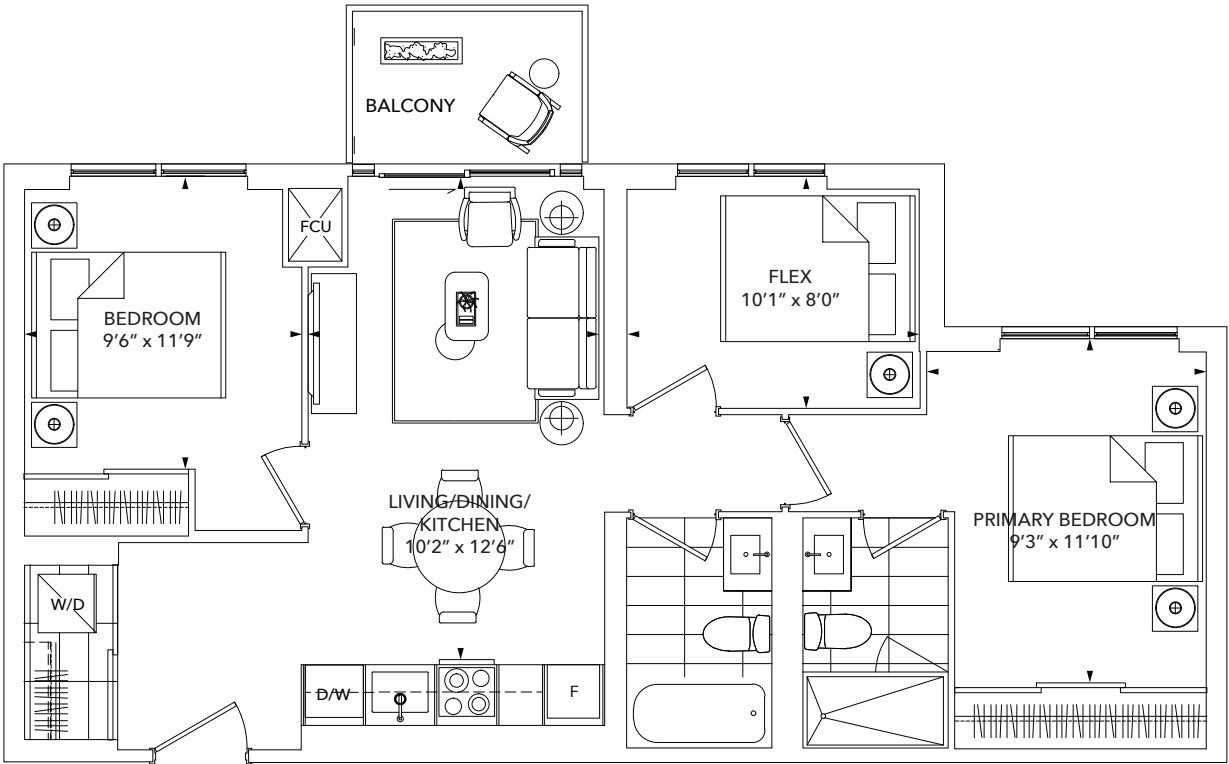 BALCONY
FCU
BEDROOM
9’6” x 11’9”
FLEX
10’1” x 8’0”
LIVING/DINING/
KITCHEN
10’2” x 12’6”
PRIMARY BEDROOM
9’3” x 11’10”
W/D
D/W
F